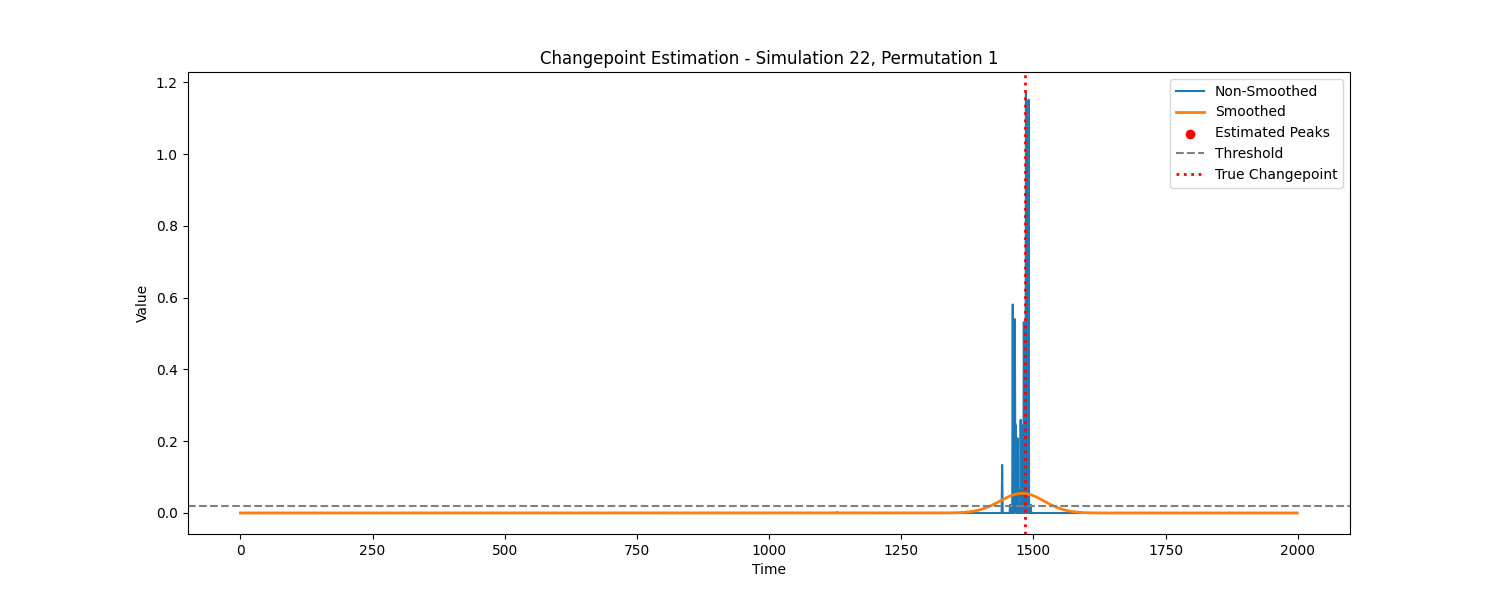 Changepoint Estimation - Simulation 22, Permutation 1
1.2
1.0
0.8
0.6
0.4
0.2
0.0
Value
Non-Smoothed
Smoothed
Estimated Peaks
Threshold
True Changepoint
0 250 500 750 1000 1250 1500 1750 2000
Time